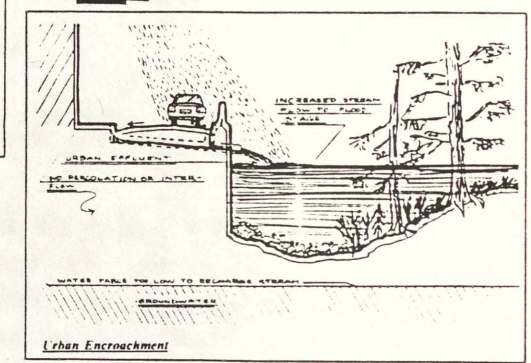 INCREASED STREAM
FLOW TO FLOOD
STAGE
URBAN EFFLUENT
NO PERCOLATION OR INTER-
FLOW
WATER TABLE TOO LOW TO RECHARGE STREAM
GROUNDWATER
Urban Encroachment